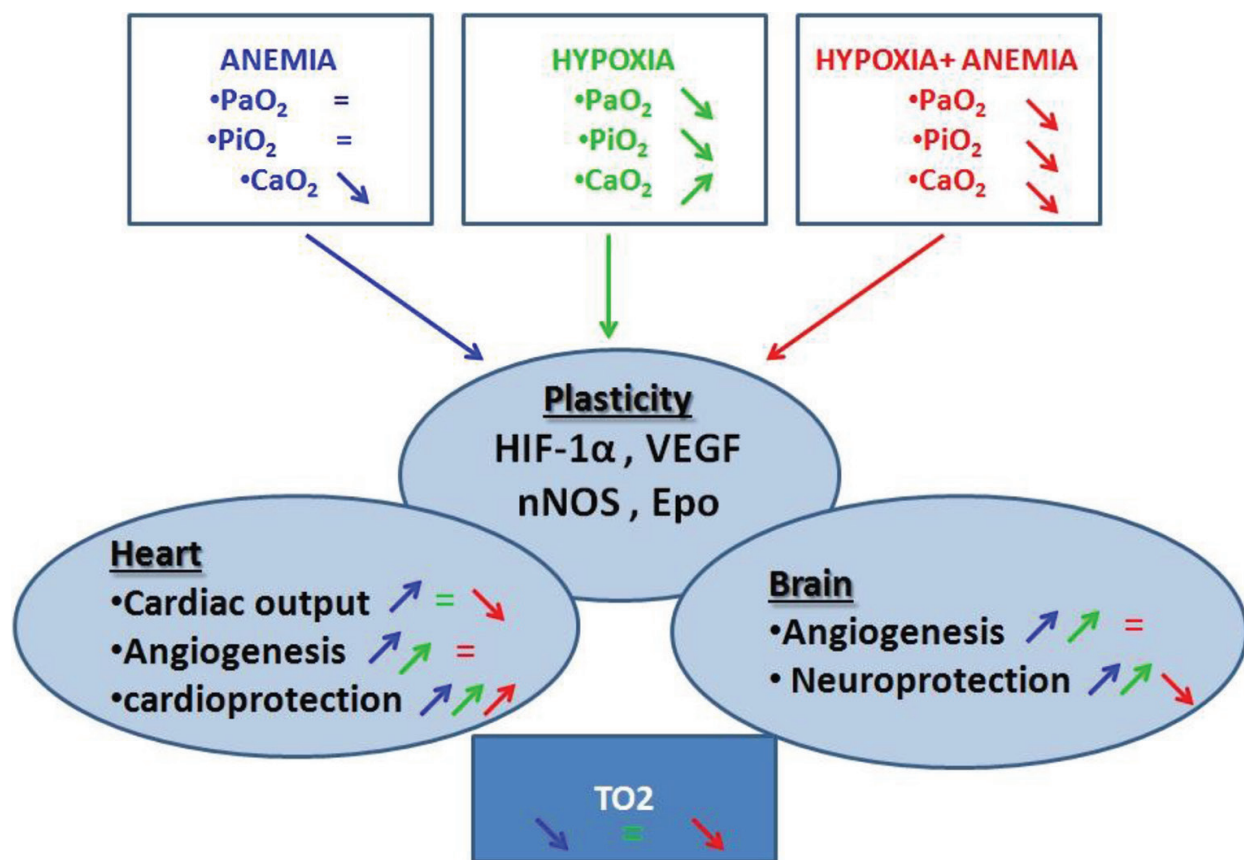 ANEMIA
•PaO₂ =
•PiO₂ =
•CaO₂ ↘
HYPOXIA
•PaO₂ ↘
•PiO₂ ↘
•CaO₂ ↗
HYPOXIA+ ANEMIA
•PaO₂ ↘
•PiO₂ ↘
•CaO₂ ↘
Plasticity
HIF-1α , VEGF
nNOS , Epo
Heart
•Cardiac output ↗ = ↘
•Angiogenesis ↗ ↗ =
•cardioprotection ↗ ↗ ↗
Brain
•Angiogenesis ↗ ↗ =
• Neuroprotection ↗ ↗ ↘
TO2
↘ = ↘